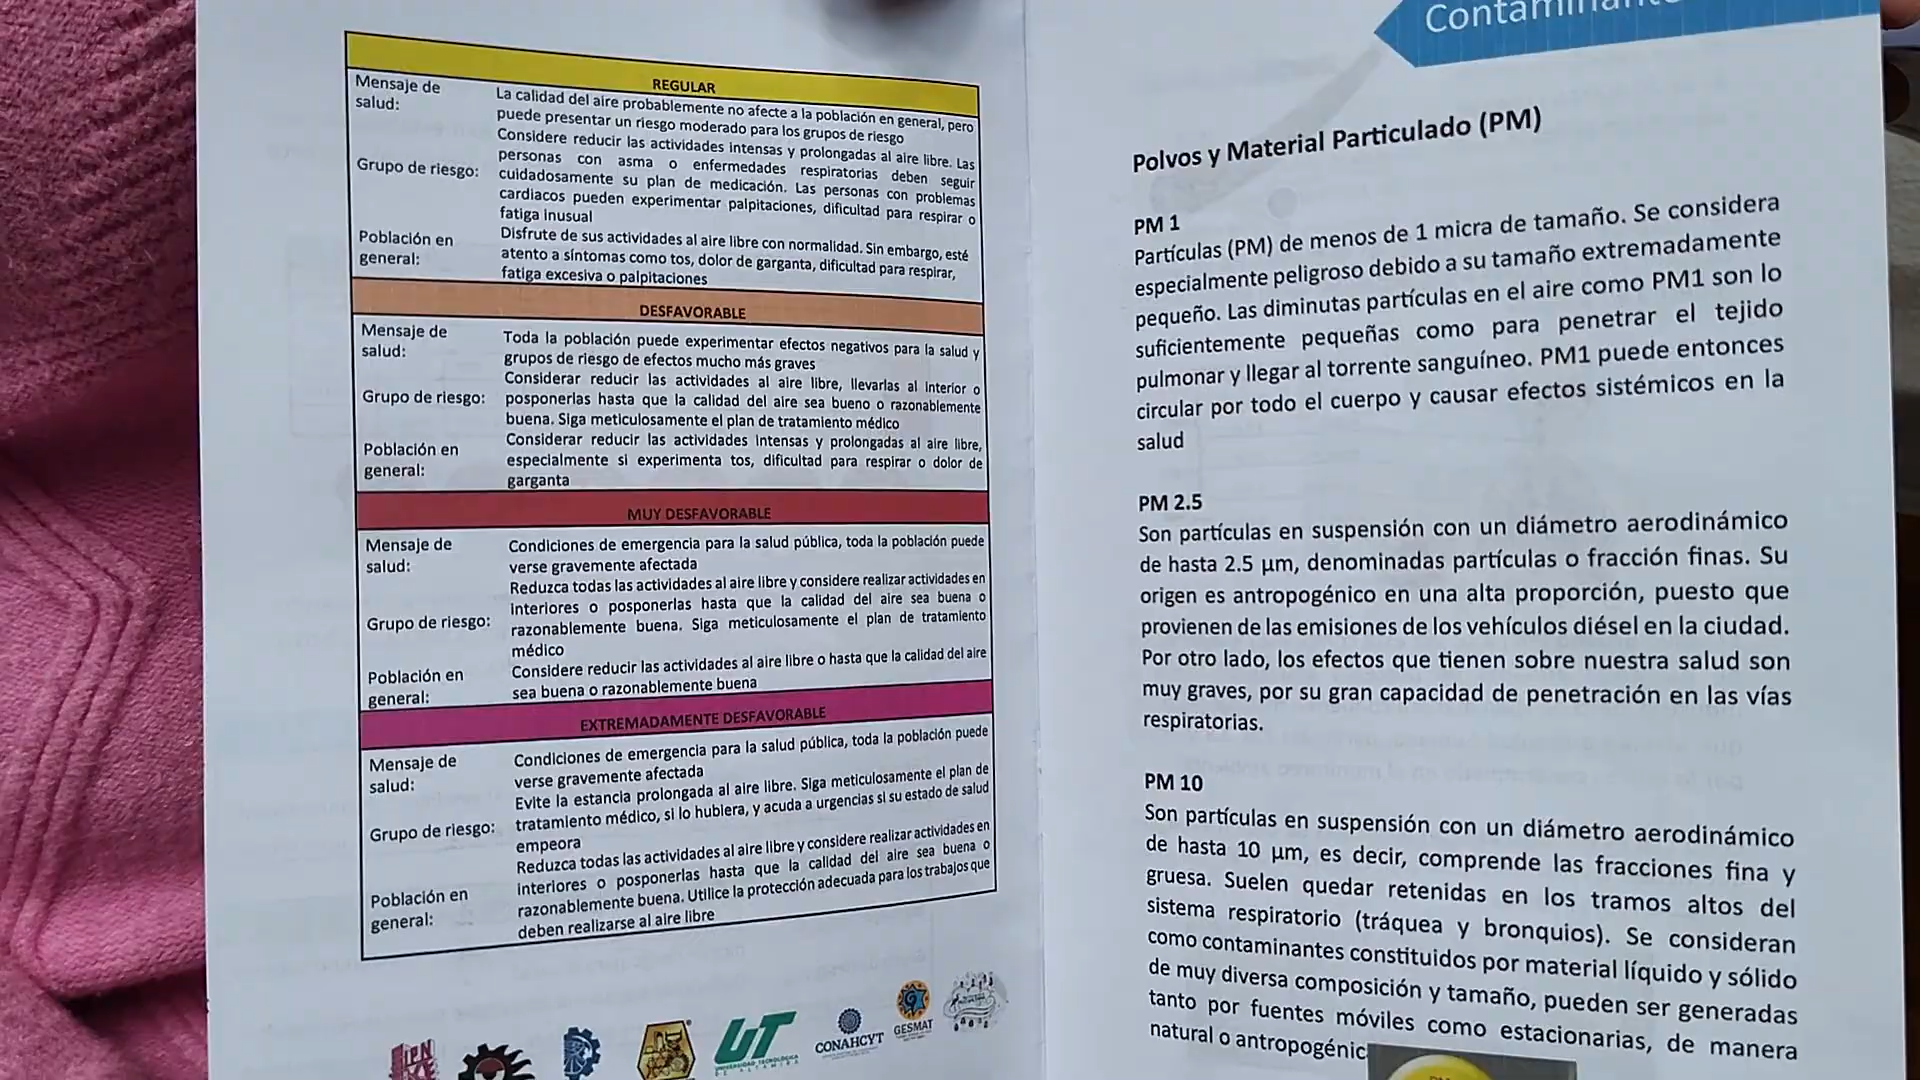 REGULAR
Mensaje de
salud:
La calidad del aire probablemente no afecte a la población en general, pero
puede presentar un riesgo moderado para los grupos de riesgo
Grupo de riesgo:
Considere reducir las actividades intensas y prolongadas al aire libre. Las
personas con asma o enfermedades respiratorias deben seguir
cuidadosamente su plan de medicación. Las personas con problemas
cardiacos pueden experimentar palpitaciones, dificultad para respirar o
fatiga inusual
Población en
general:
Disfrute de sus actividades al aire libre con normalidad. Sin embargo, esté
atento a síntomas como tos, dolor de garganta, dificultad para respirar,
fatiga excesiva o palpitaciones
DESFAVORABLE
Mensaje de
salud:
Toda la población puede experimentar efectos negativos para la salud y
grupos de riesgo de efectos mucho más graves
Grupo de riesgo:
Considerar reducir las actividades al aire libre, llevarlas al interior o
posponerlas hasta que la calidad del aire sea bueno o razonablemente
buena. Siga meticulosamente el plan de tratamiento médico
Población en
general:
Considerar reducir las actividades intensas y prolongadas al aire libre,
especialmente si experimenta tos, dificultad para respirar o dolor de
garganta
MUY DESFAVORABLE
Mensaje de
salud:
Condiciones de emergencia para la salud pública, toda la población puede
verse gravemente afectada
Grupo de riesgo:
Reduzca todas las actividades al aire libre y considere realizar actividades en
interiores o posponerlas hasta que la calidad del aire sea buena o
razonablemente buena. Siga meticulosamente el plan de tratamiento
médico
Población en
general:
Considere reducir las actividades al aire libre o hasta que la calidad del aire
sea buena o razonablemente buena
EXTREMADAMENTE DESFAVORABLE
Mensaje de
salud:
Condiciones de emergencia para la salud pública, toda la población puede
verse gravemente afectada
Grupo de riesgo:
Evite la estancia prolongada al aire libre. Siga meticulosamente el plan de
tratamiento médico, si lo hubiera, y acuda a urgencias si su estado de salud
empeora
Población en
general:
Reduzca todas las actividades al aire libre y considere realizar actividades en
interiores o posponerlas hasta que la calidad del aire sea buena o
razonablemente buena. Utilice la protección adecuada para los trabajos que
deben realizarse al aire libre
IPN
UT
UNIVERSIDAD TECNOLÓGICA
DE ALTAMIRA
CONAHCYT
GESMAT
Polvos y Material Particulado (PM)
PM 1
Partículas (PM) de menos de 1 micra de tamaño. Se considera
especialmente peligroso debido a su tamaño extremadamente
pequeño. Las diminutas partículas en el aire como PM1 son lo
suficientemente pequeñas como para penetrar el tejido
pulmonar y llegar al torrente sanguíneo. PM1 puede entonces
circular por todo el cuerpo y causar efectos sistémicos en la
salud
PM 2.5
Son partículas en suspensión con un diámetro aerodinámico
de hasta 2.5 µm, denominadas partículas o fracción finas. Su
origen es antropogénico en una alta proporción, puesto que
provienen de las emisiones de los vehículos diésel en la ciudad.
Por otro lado, los efectos que tienen sobre nuestra salud son
muy graves, por su gran capacidad de penetración en las vías
respiratorias.
PM 10
Son partículas en suspensión con un diámetro aerodinámico
de hasta 10 µm, es decir, comprende las fracciones fina y
gruesa. Suelen quedar retenidas en los tramos altos del
sistema respiratorio (tráquea y bronquios). Se consideran
como contaminantes constituidos por material líquido y sólido
de muy diversa composición y tamaño, pueden ser generadas
tanto por fuentes móviles como estacionarias, de manera
natural o antropogénic